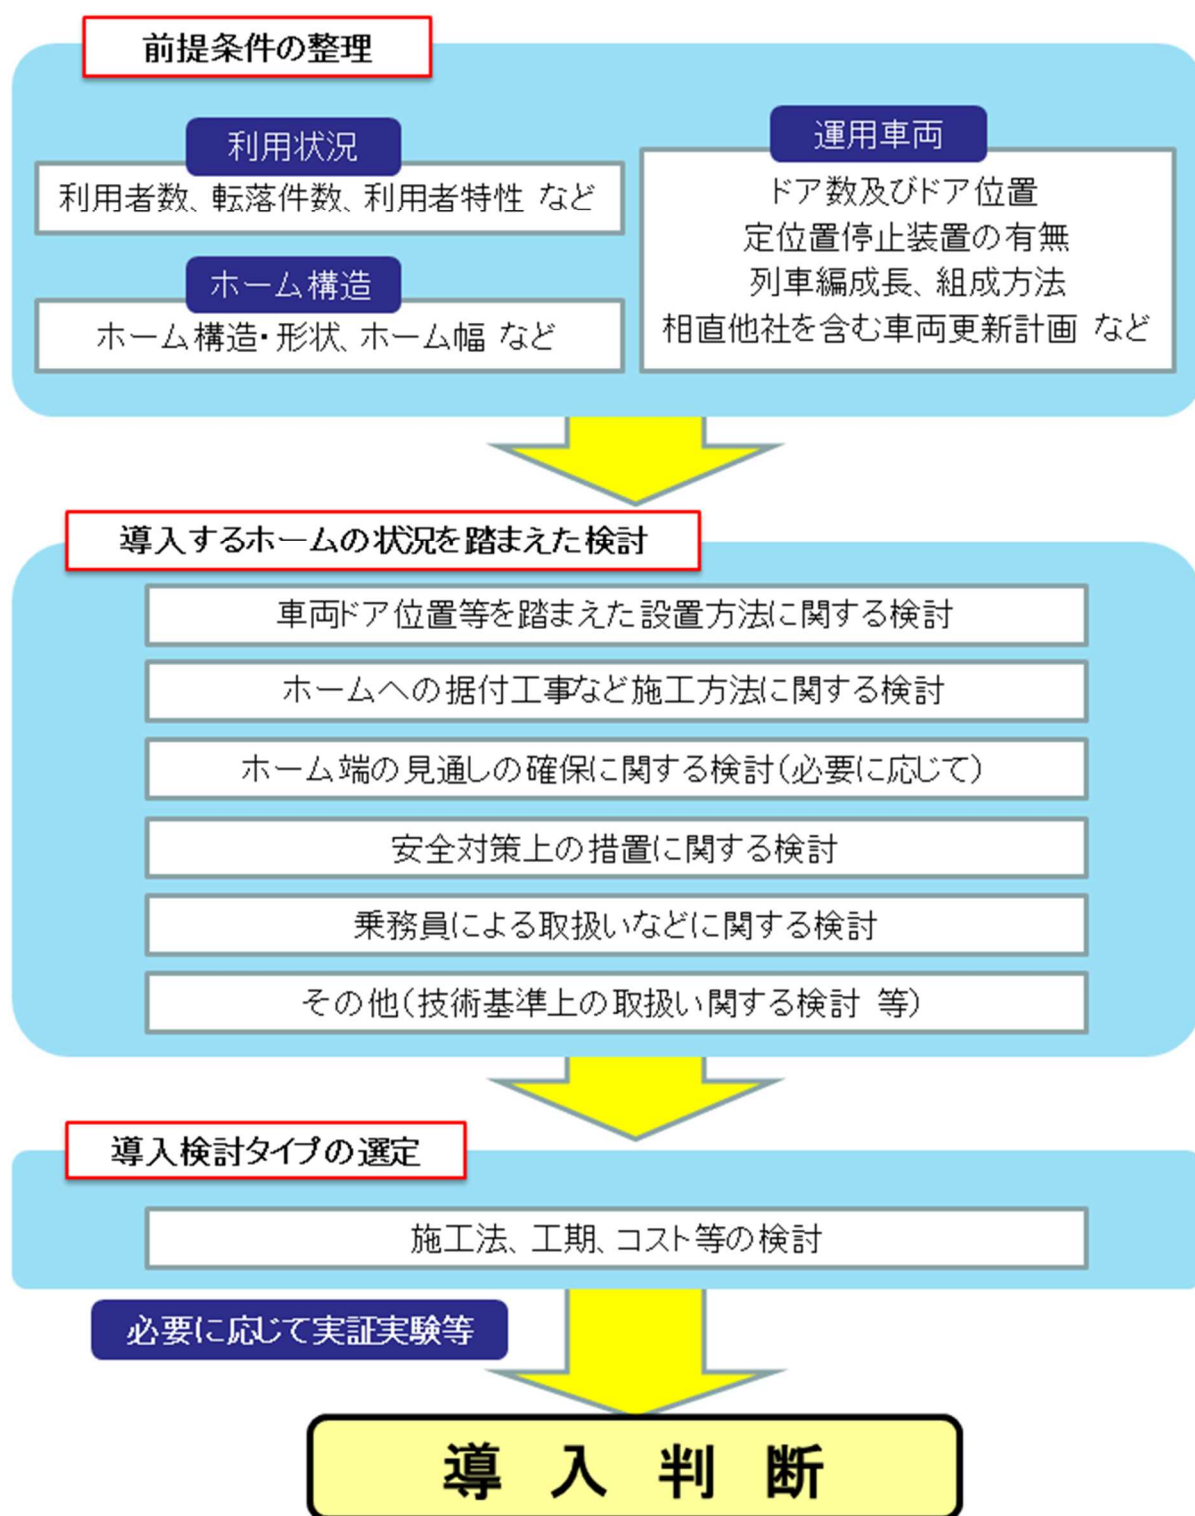 前提条件の整理
利用状況
利用者数、転落件数、利用者特性 など
ホーム構造
ホーム構造・形状、ホーム幅 など
運用車両
ドア数及びドア位置
定位置停止装置の有無
列車編成長、組成方法
相直他社を含む車両更新計画 など
導入するホームの状況を踏まえた検討
車両ドア位置等を踏まえた設置方法に関する検討
ホームへの据付工事など施工方法に関する検討
ホーム端の見通しの確保に関する検討(必要に応じて)
安全対策上の措置に関する検討
乗務員による取扱いなどに関する検討
その他(技術基準上の取扱い関する検討 等)
導入検討タイプの選定
施工法、工期、コスト等の検討
必要に応じて実証実験等
導入判断